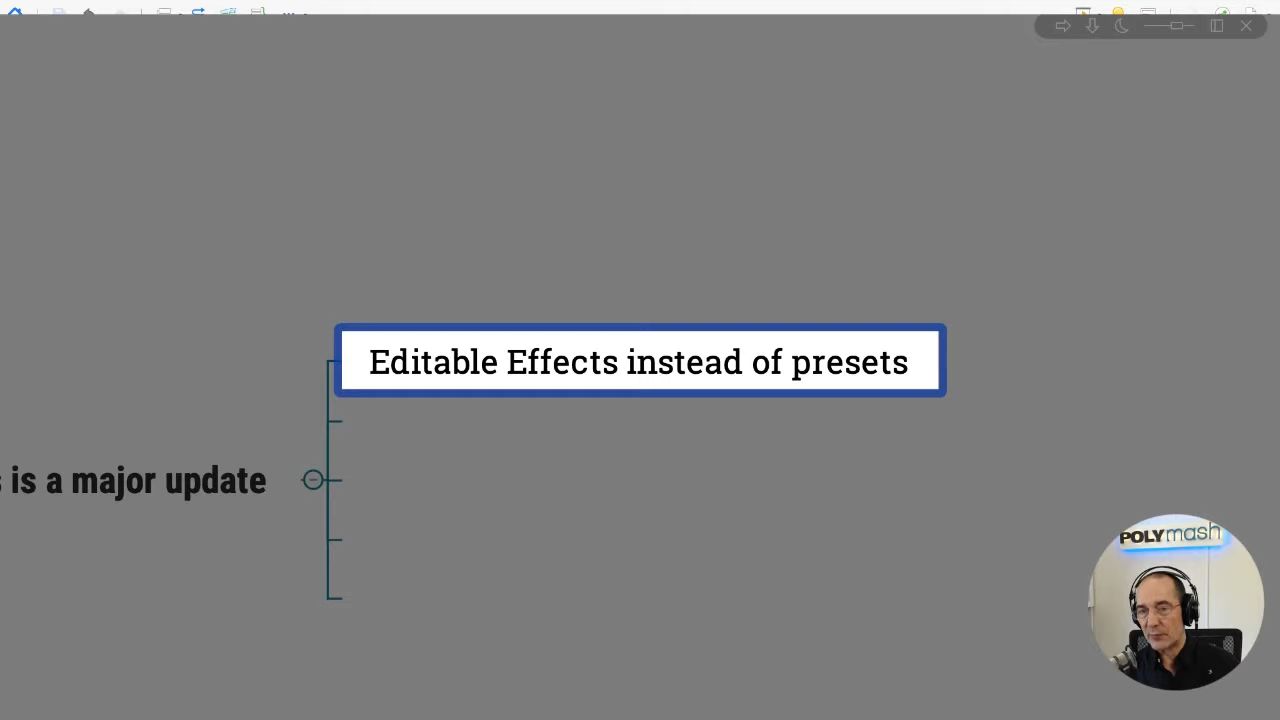 Editable Effects instead of presets
is a major update
POLYmash